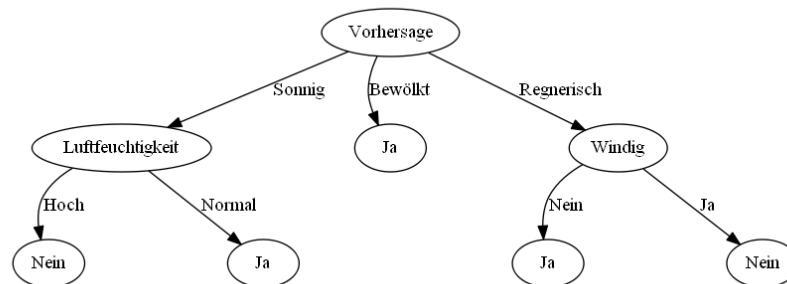 Vorhersage
Sonnig
Bewölkt
Regnerisch
Luftfeuchtigkeit
Ja
Windig
Hoch
Normal
Nein
Ja
Nein
Ja
Ja
Nein